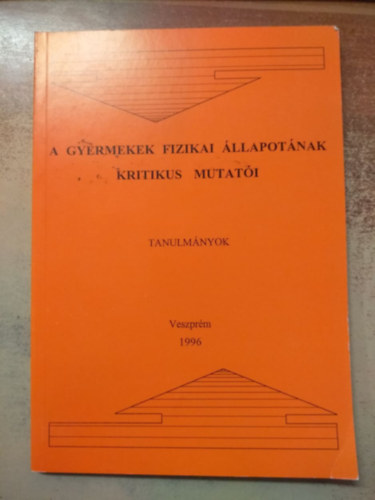 A GYERMEKEK FIZIKAI ÁLLAPOTÁNAK
KRITIKUS MUTATÓI
TANULMÁNYOK
Veszprém
1996